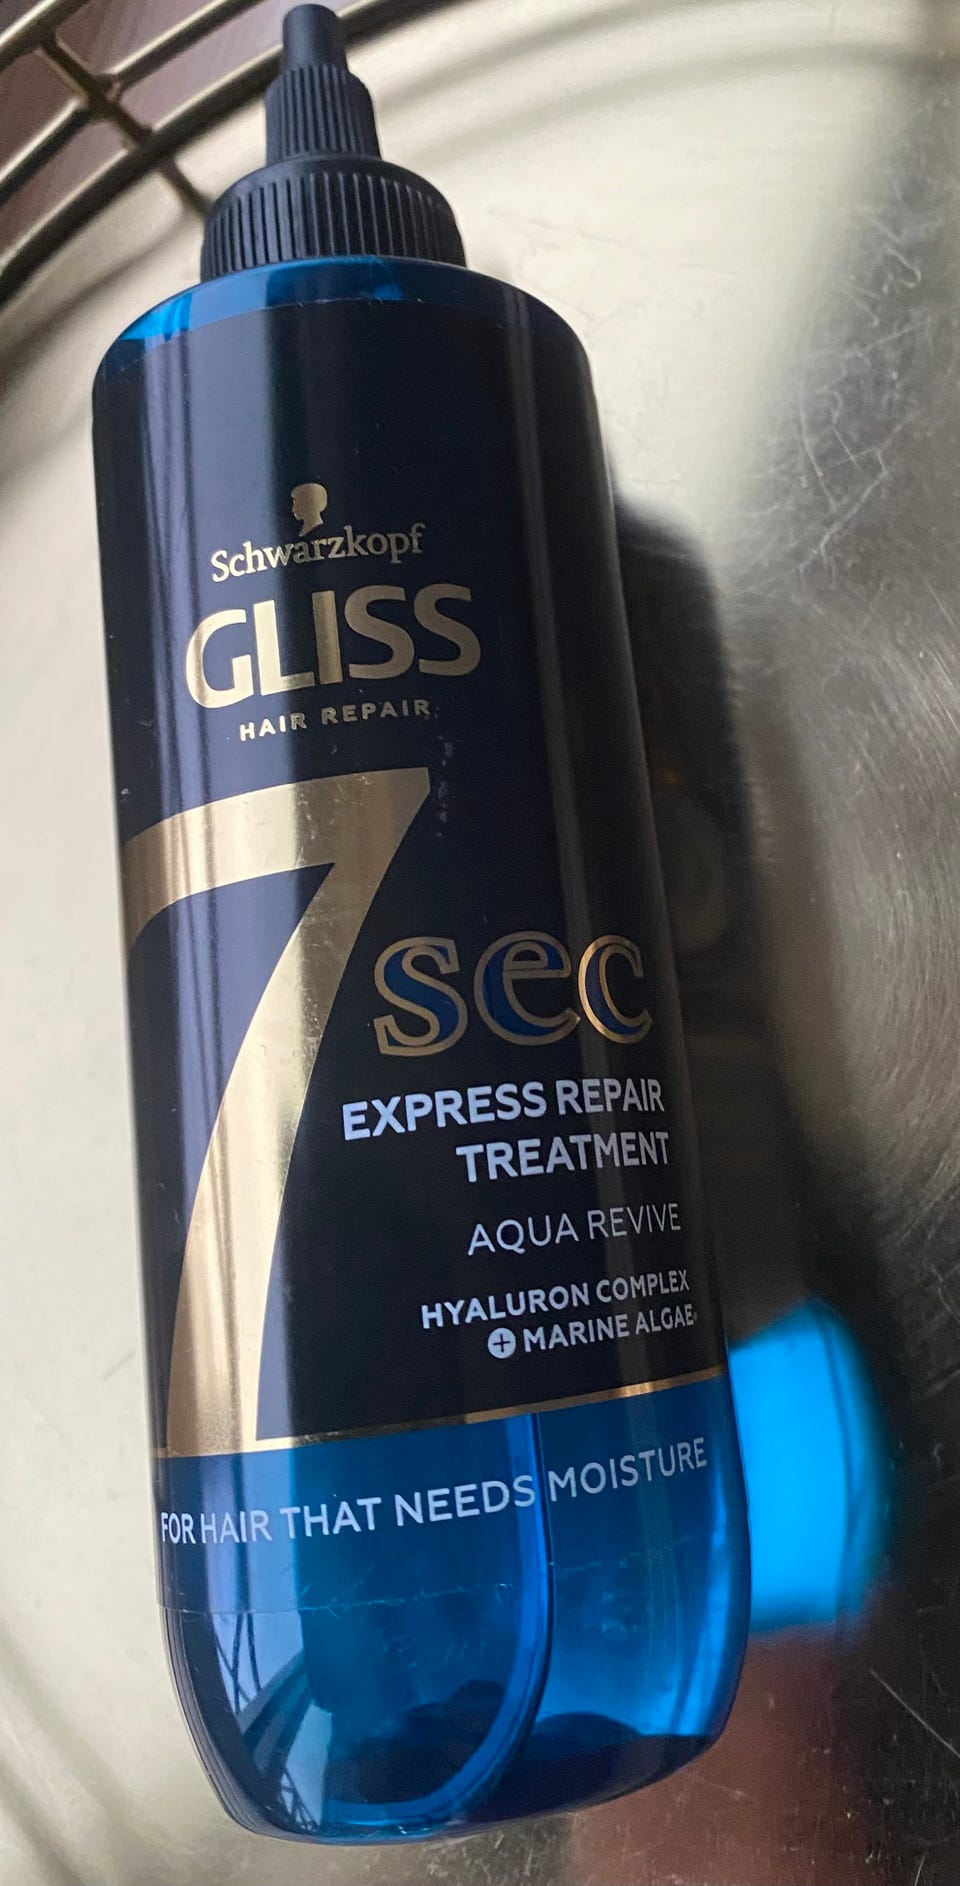 Schwarzkopf
GLISS
HAIR REPAIR
7 sec
EXPRESS REPAIR
TREATMENT
AQUA REVIVE
HYALURON COMPLEX
+ MARINE ALGAE
FOR HAIR THAT NEEDS MOISTURE